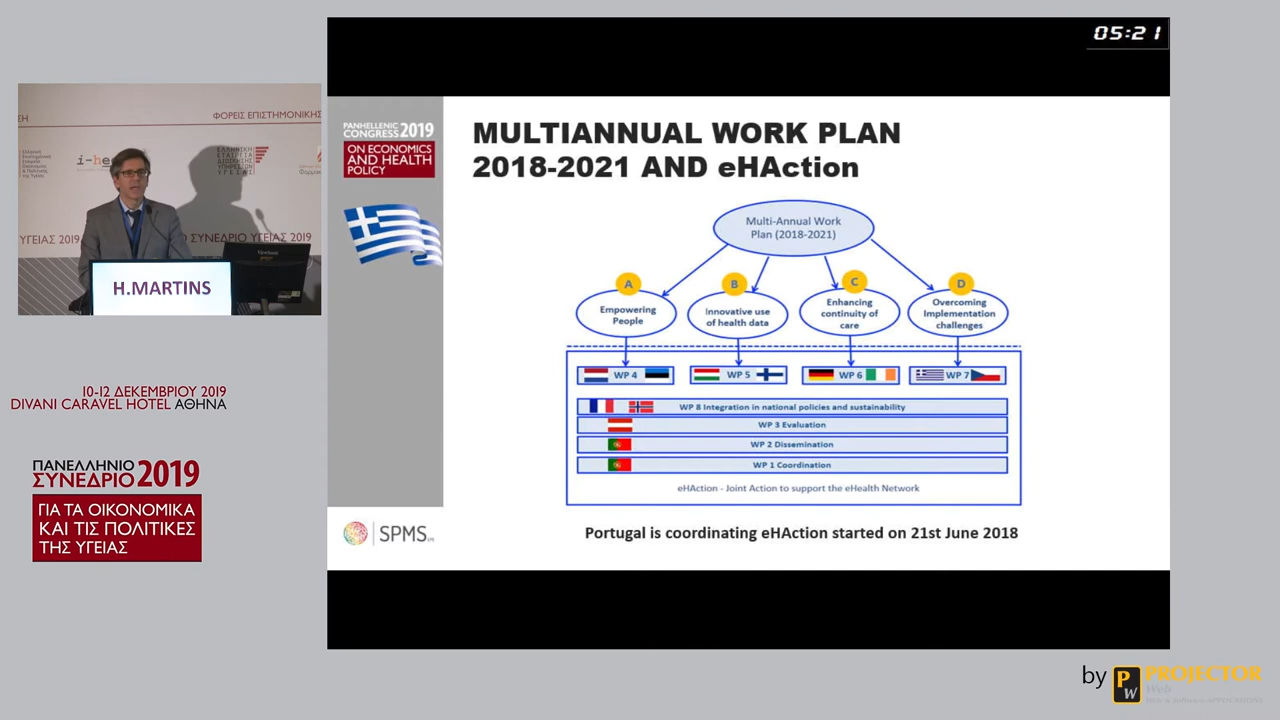 05:21
ΣΗ
ΦΟΡΕΙΣ ΕΠΙΣΤΗΜΟΝΙΚΗΣ
i-he
ΕΛΛΗΝΙΚΗ
ΕΤΑΙΡΕΙΑ
ΥΓΕΙΑΣ 2019
ΣΥΝΕΔΡΙΟ ΥΓΕΙΑΣ 2019
H.MARTINS
10-12 ΔΕΚΕΜΒΡΙΟΥ 2019
DIVANI CARAVEL HOTEL ΑΘΗΝΑ
ΠΑΝΕΛΛΗΝΙΟ
ΣΥΝΕΔΡΙΟ 2019
ΓΙΑ ΤΑ ΟΙΚΟΝΟΜΙΚΑ
ΚΑΙ ΤΙΣ ΠΟΛΙΤΙΚΕΣ
ΤΗΣ ΥΓΕΙΑΣ
PANHELLENIC
CONGRESS 2019
ON ECONOMICS
AND HEALTH
POLICY
MULTIANNUAL WORK PLAN
2018-2021 AND eHAction
Multi-Annual Work
Plan (2018-2021)
A
Empowering
People
B
Innovative use
of health data
C
Enhancing
continuity of
care
D
Overcoming
Implementation
challenges
WP 4
WP 5
WP 6
WP 7
WP 8 Integration in national policies and sustainability
WP 3 Evaluation
WP 2 Dissemination
WP 1 Coordination
eHAction - Joint Action to support the eHealth Network
Portugal is coordinating eHAction started on 21st June 2018
SPMS
by PROJECTOR
PW
Web